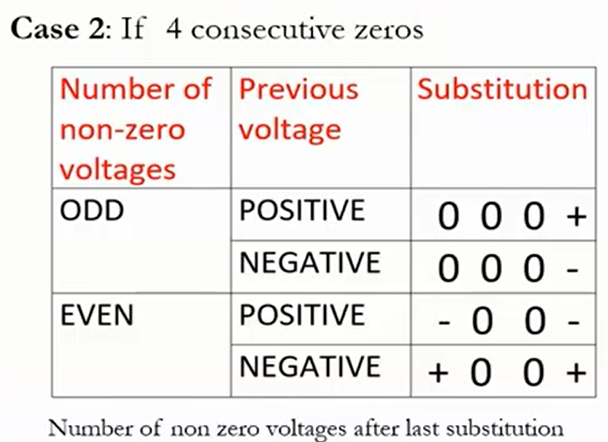 Case 2: If 4 consecutive zeros
Number of non-zero voltages Previous voltage Substitution
ODD POSITIVE 0 0 0 +
NEGATIVE 0 0 0 -
EVEN POSITIVE - 0 0 -
NEGATIVE + 0 0 +
Number of non zero voltages after last substitution